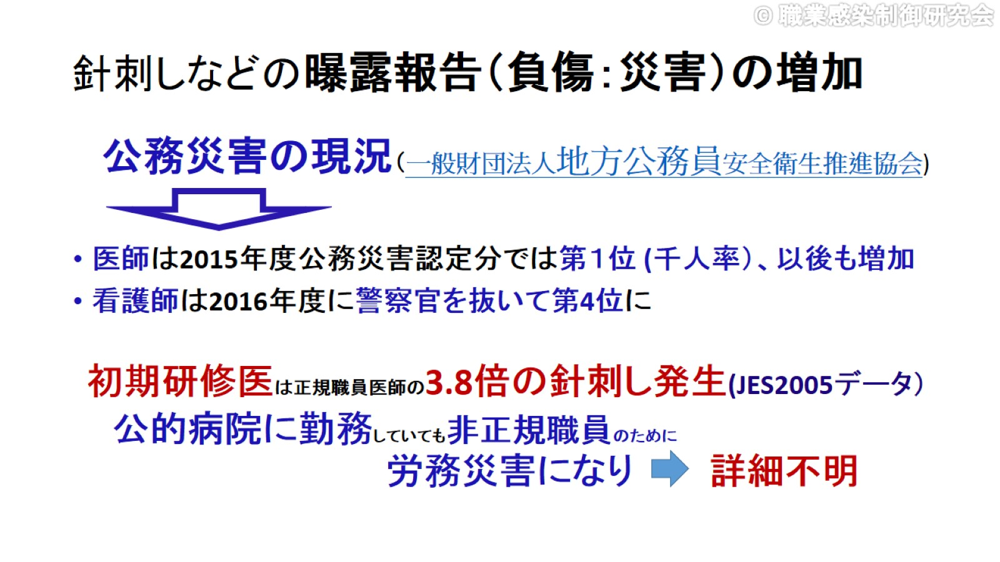 © 職業感染制御研究会
針刺しなどの曝露報告（負傷：災害）の増加
公務災害の現況（一般財団法人地方公務員安全衛生推進協会)
• 医師は2015年度公務災害認定分では第１位 (千人率）、以後も増加
• 看護師は2016年度に警察官を抜いて第4位に
初期研修医は正規職員医師の3.8倍の針刺し発生(JES2005データ）
公的病院に勤務していても非正規職員のために
労務災害になり 詳細不明